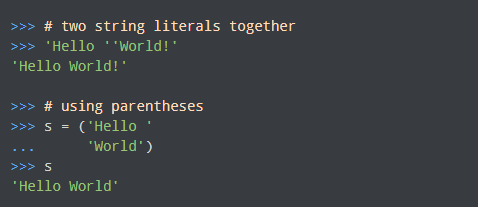 >>> # two string literals together
>>> 'Hello ''World!'
'Hello World!'
>>> # using parentheses
>>> s = ('Hello '
...      'World')
>>> s
'Hello World'